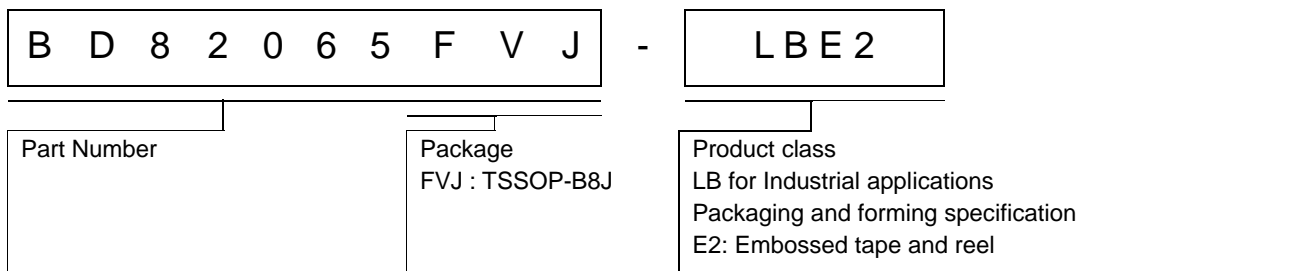 B D 8 2 0 6 5 F V J - L B E 2
Part Number
Package
FVJ : TSSOP-B8J
Product class
LB for Industrial applications
Packaging and forming specification
E2: Embossed tape and reel